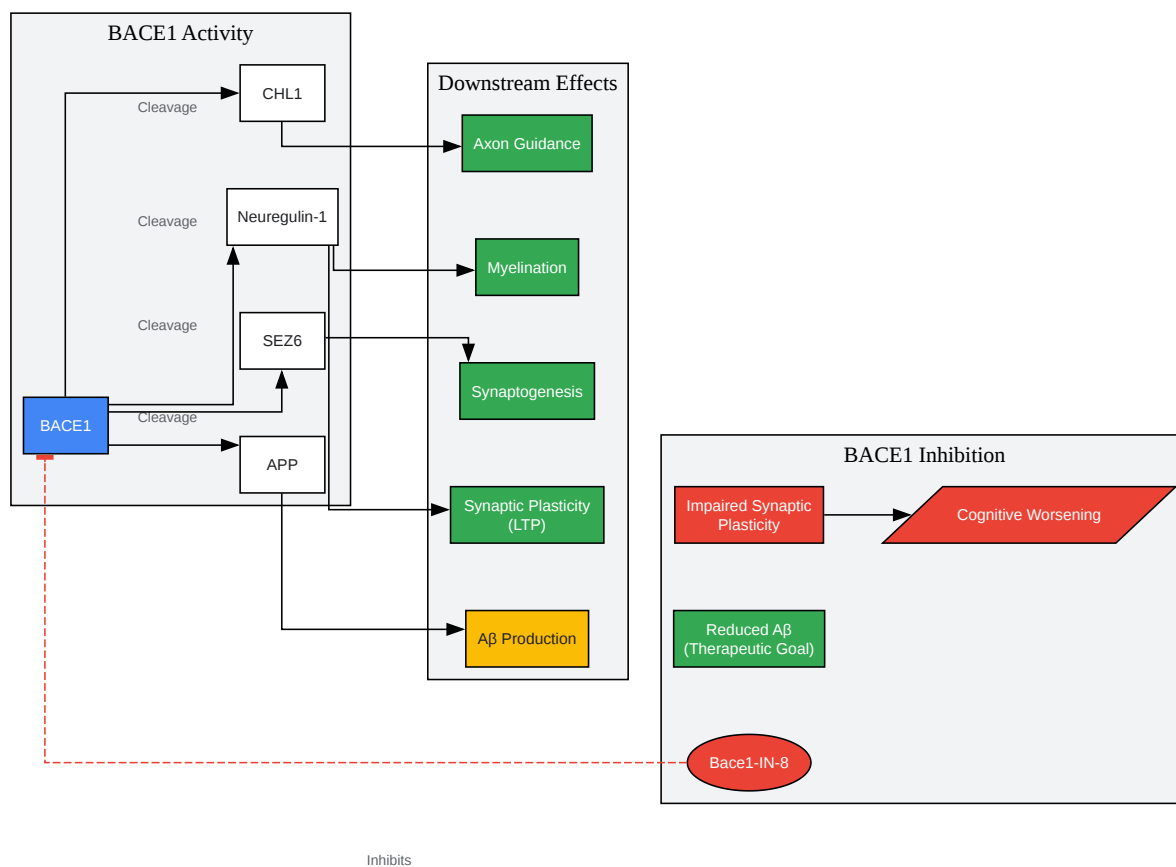 BACE1 Activity
CHL1
Cleavage
Neuregulin-1
Cleavage
Cleavage
SEZ6
BACE1
Cleavage
APP
Downstream Effects
Axon Guidance
Myelination
Synaptogenesis
Synaptic Plasticity
(LTP)
Aβ Production
BACE1 Inhibition
Impaired Synaptic
Plasticity
Cognitive Worsening
Reduced Aβ
(Therapeutic Goal)
Bace1-IN-8
Inhibits